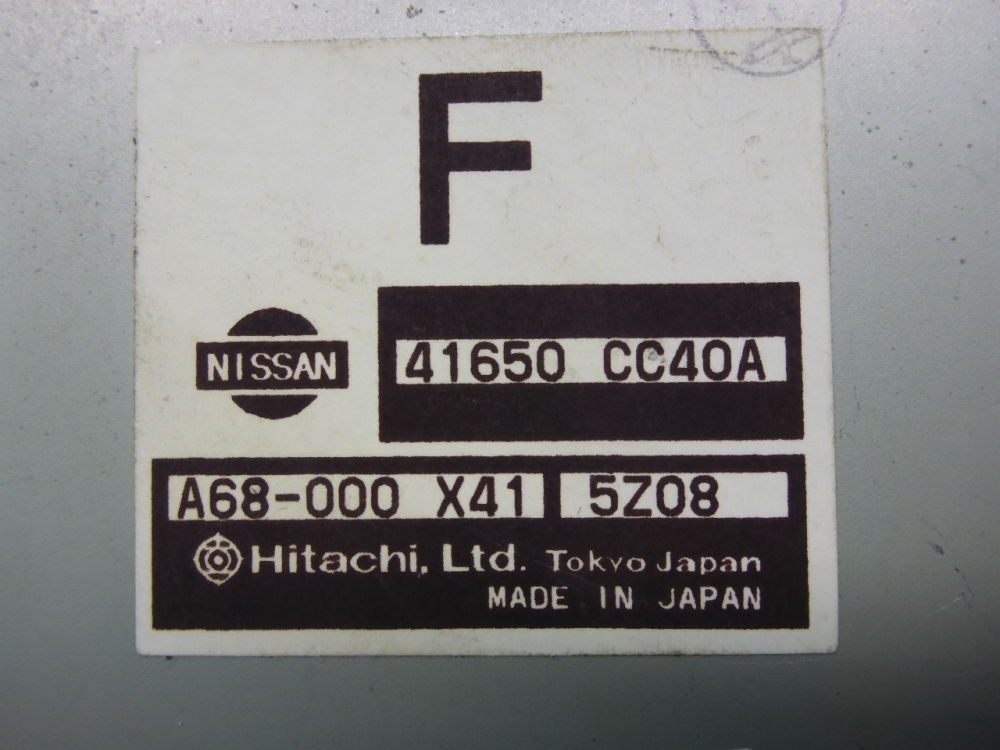 F
NISSAN
41650 CC40A
A68-000 X41 5Z08
Hitachi, Ltd. Tokyo Japan
MADE IN JAPAN